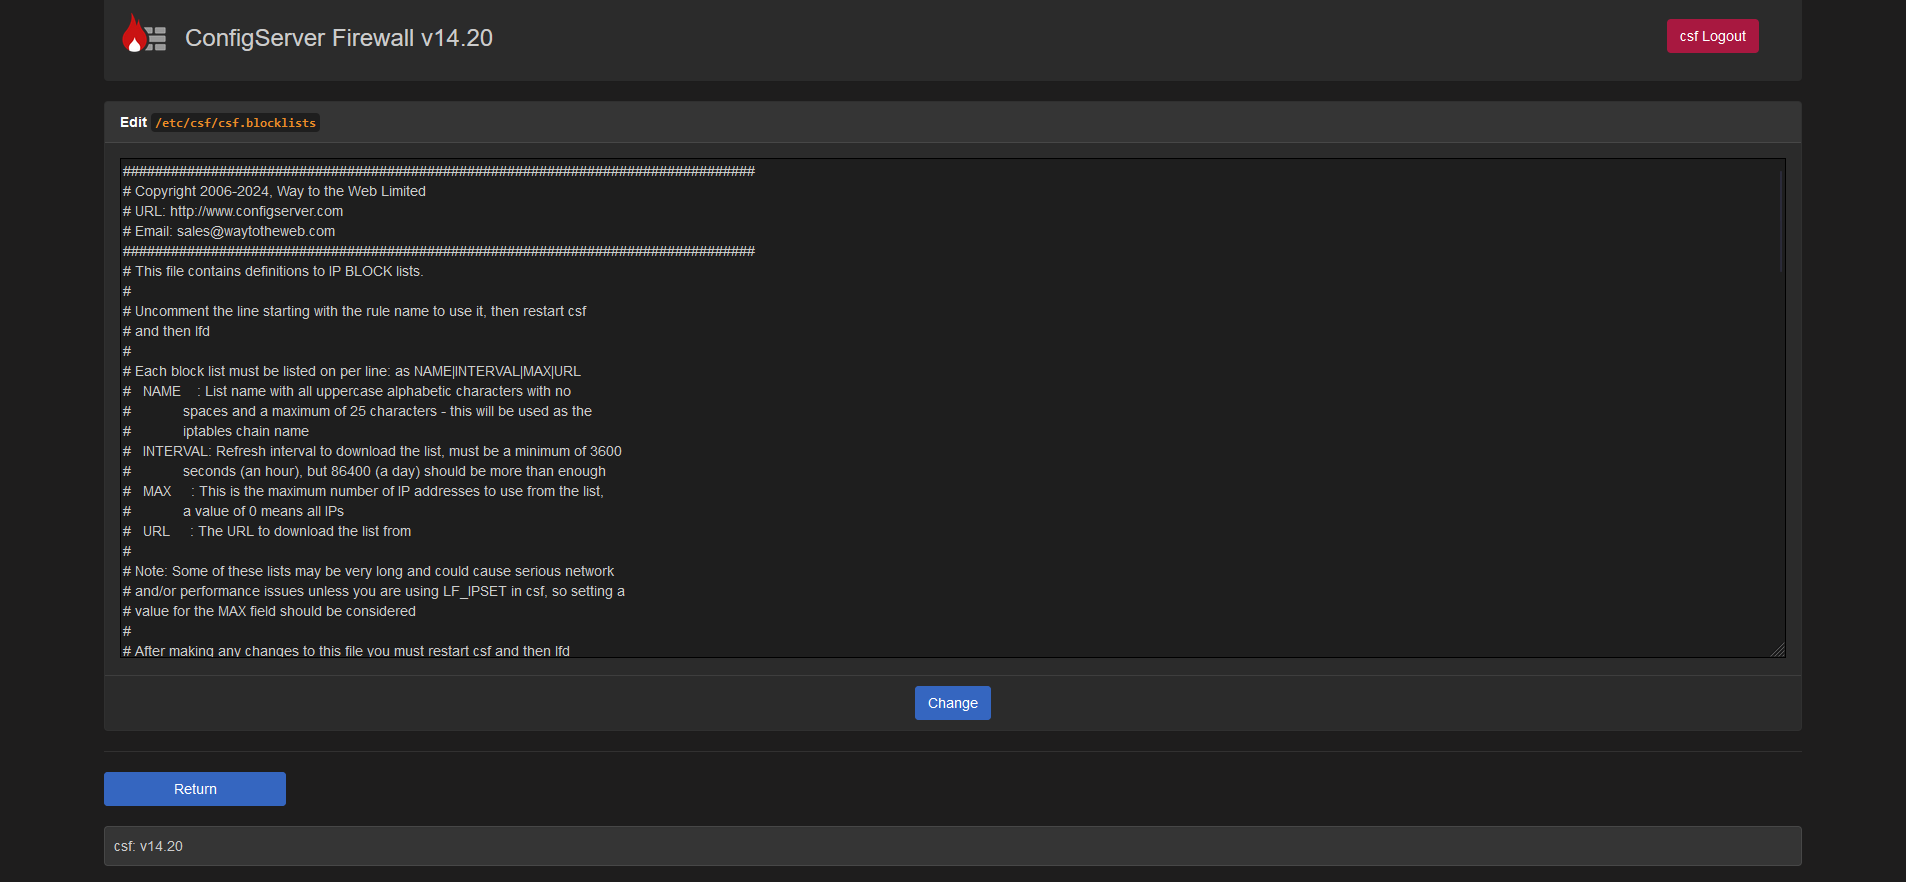 ConfigServer Firewall v14.20
csf Logout
Edit /etc/csf/csf.blocklists
###############################################################################
# Copyright 2006-2024, Way to the Web Limited
# URL: http://www.configserver.com
# Email: sales@waytotheweb.com
###############################################################################
# This file contains definitions to IP BLOCK lists.
#
# Uncomment the line starting with the rule name to use it, then restart csf
# and then lfd
#
# Each block list must be listed on per line: as NAME|INTERVAL|MAX|URL
#   NAME    : List name with all uppercase alphabetic characters with no
#             spaces and a maximum of 25 characters - this will be used as the
#             iptables chain name
#   INTERVAL: Refresh interval to download the list, must be a minimum of 3600
#             seconds (an hour), but 86400 (a day) should be more than enough
#   MAX     : This is the maximum number of IP addresses to use from the list,
#             a value of 0 means all IPs
#   URL     : The URL to download the list from
#
# Note: Some of these lists may be very long and could cause serious network
# and/or performance issues unless you are using LF_IPSET in csf, so setting a
# value for the MAX field should be considered
#
# After making any changes to this file you must restart csf and then lfd
Change
Return
csf: v14.20